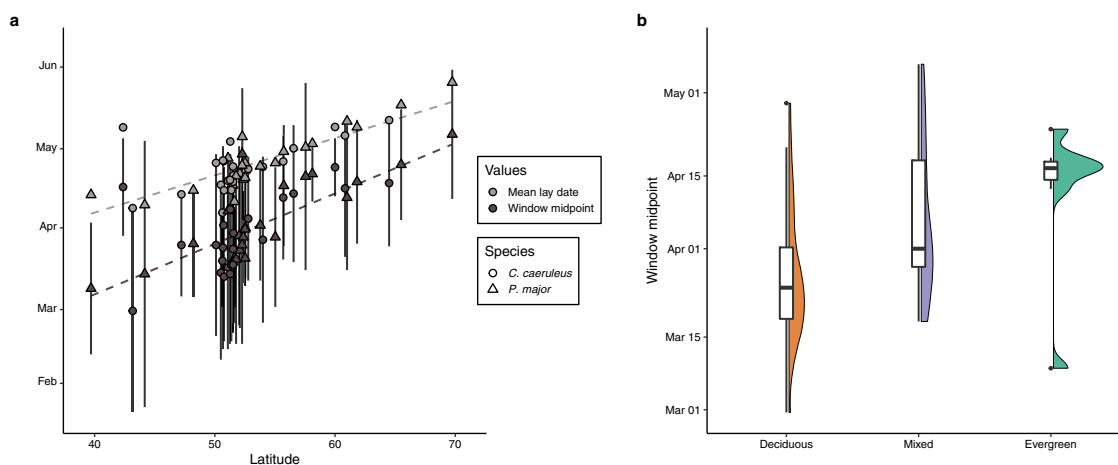 a
Jun
May
Apr
Mar
Feb
40
50
60
70
Latitude
Values
Mean lay date
Window midpoint
Species
C. caeruleus
P. major
b
Window midpoint
May 01
Apr 15
Apr 01
Mar 15
Mar 01
Deciduous
Mixed
Evergreen